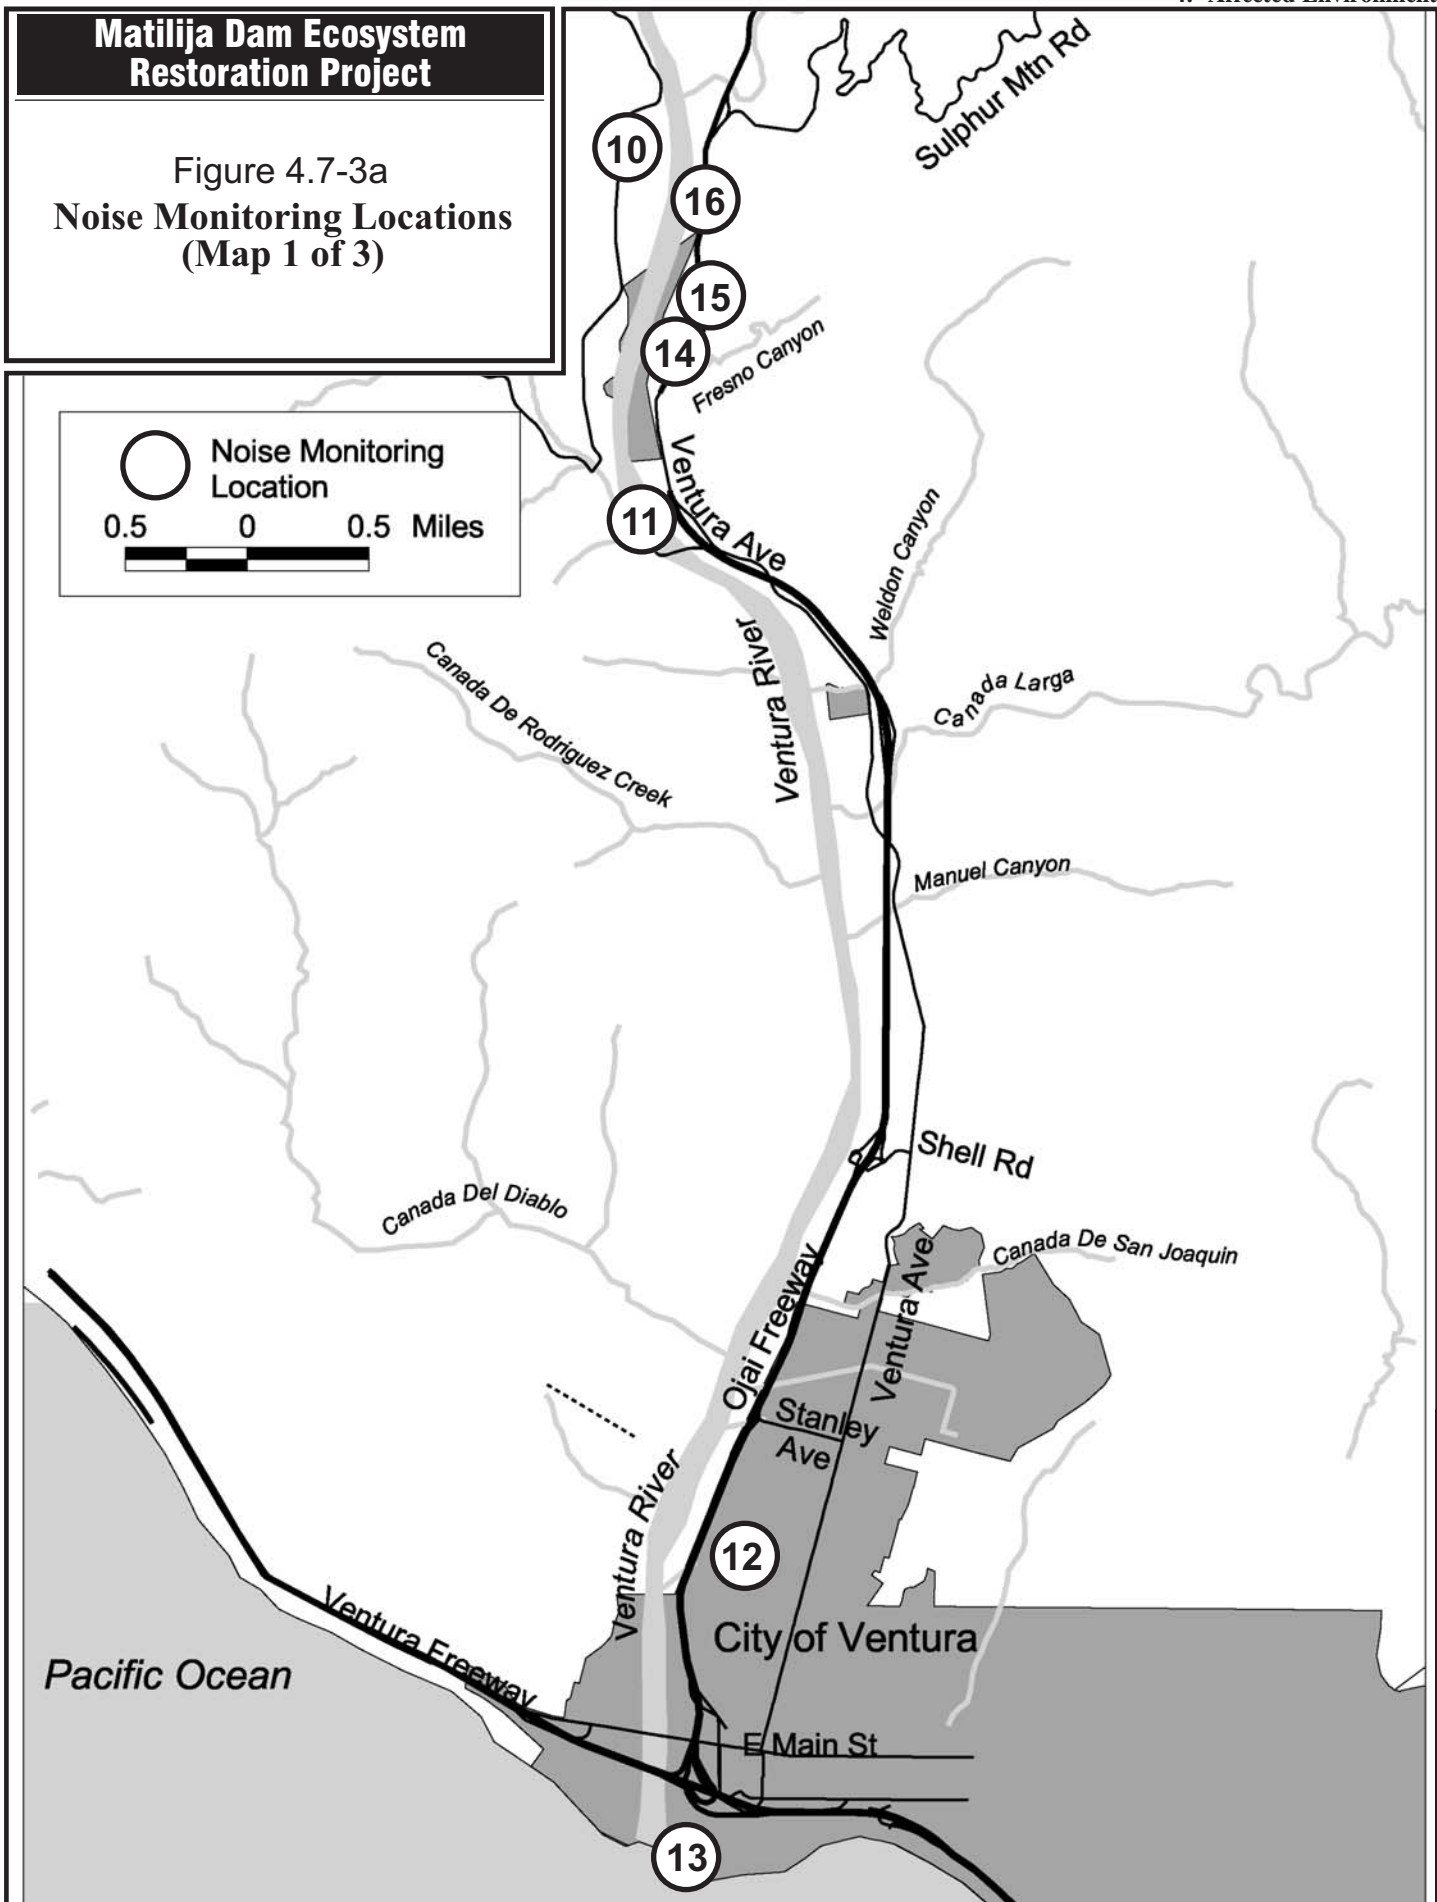 4. Affected Environment
Matilija Dam Ecosystem
Restoration Project
Figure 4.7-3a
Noise Monitoring Locations
(Map 1 of 3)
Sulphur Mtn Rd
10
16
15
14
Fresno Canyon
Noise Monitoring
Location
0.5 0 0.5 Miles
Ventura Ave
11
Weldon Canyon
Ventura River
Canada De Rodriguez Creek
Canada Larga
Manuel Canyon
Shell Rd
Canada Del Diablo
Canada De San Joaquin
Ojai Freeway
Ventura Ave
Stanley
Ave
Ventura River
12
City of Ventura
Ventura Freeway
Pacific Ocean
E Main St
13